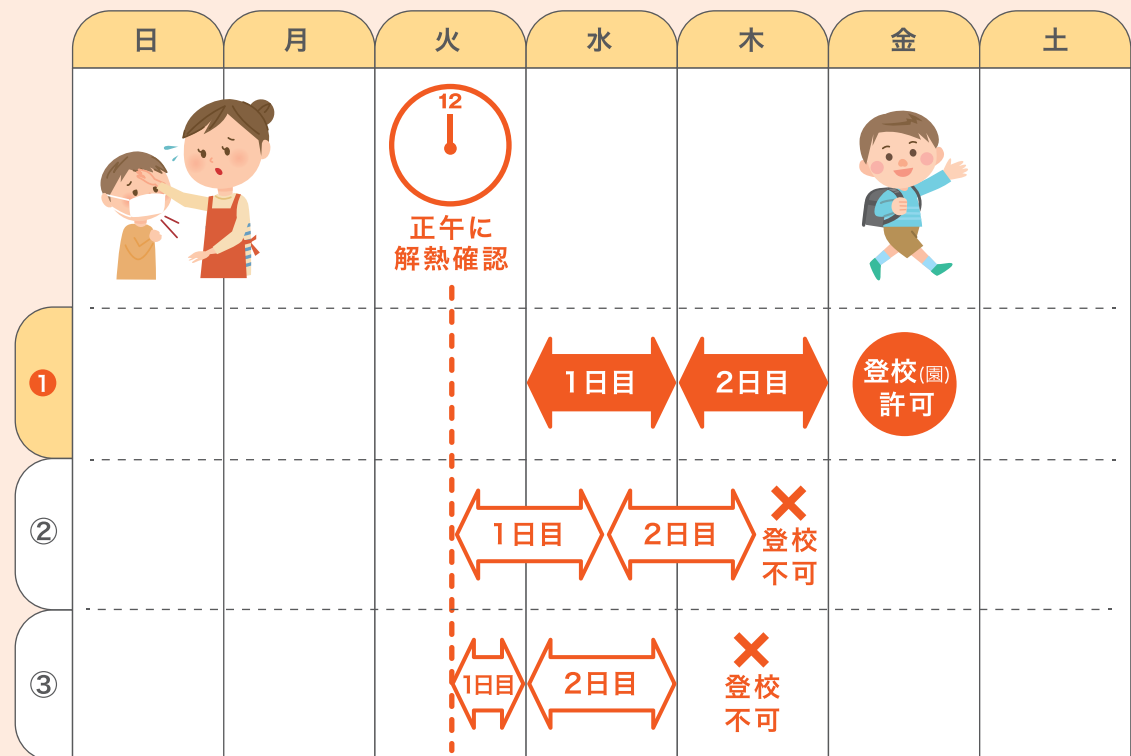 日 月 火 水 木 金 土
12
正午に
解熱確認
1
1日目 2日目
登校(園)
許可
②
1日目 2日目
登校
不可
③
1日目 2日目
登校
不可